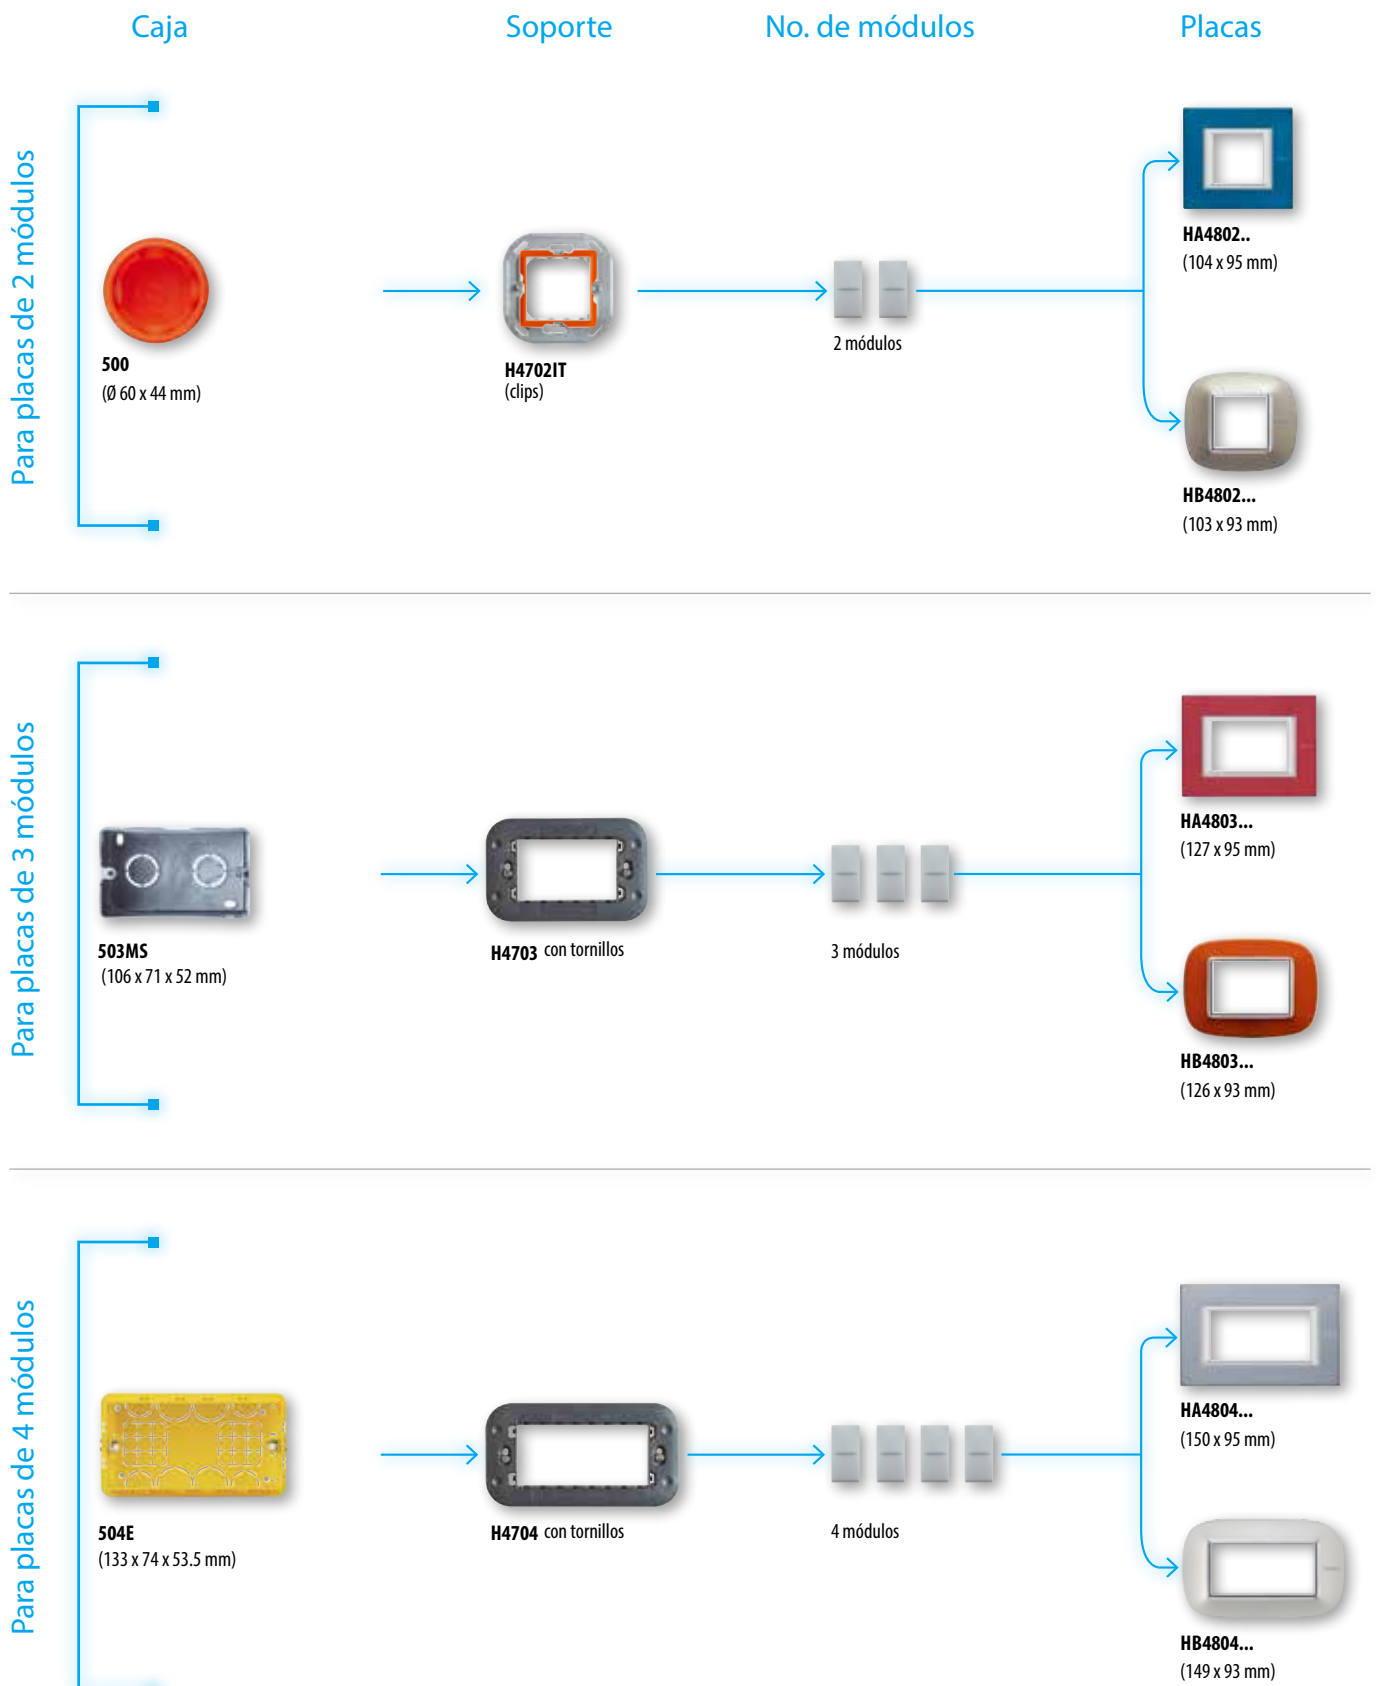 Caja
Soporte
No. de módulos
Placas
Para placas de 2 módulos
500
(Ø 60 x 44 mm)
H4702IT
(clips)
2 módulos
HA4802..
(104 x 95 mm)
HB4802...
(103 x 93 mm)
Para placas de 3 módulos
503MS
(106 x 71 x 52 mm)
H4703 con tornillos
3 módulos
HA4803...
(127 x 95 mm)
HB4803...
(126 x 93 mm)
Para placas de 4 módulos
504E
(133 x 74 x 53.5 mm)
H4704 con tornillos
4 módulos
HA4804...
(150 x 95 mm)
HB4804...
(149 x 93 mm)